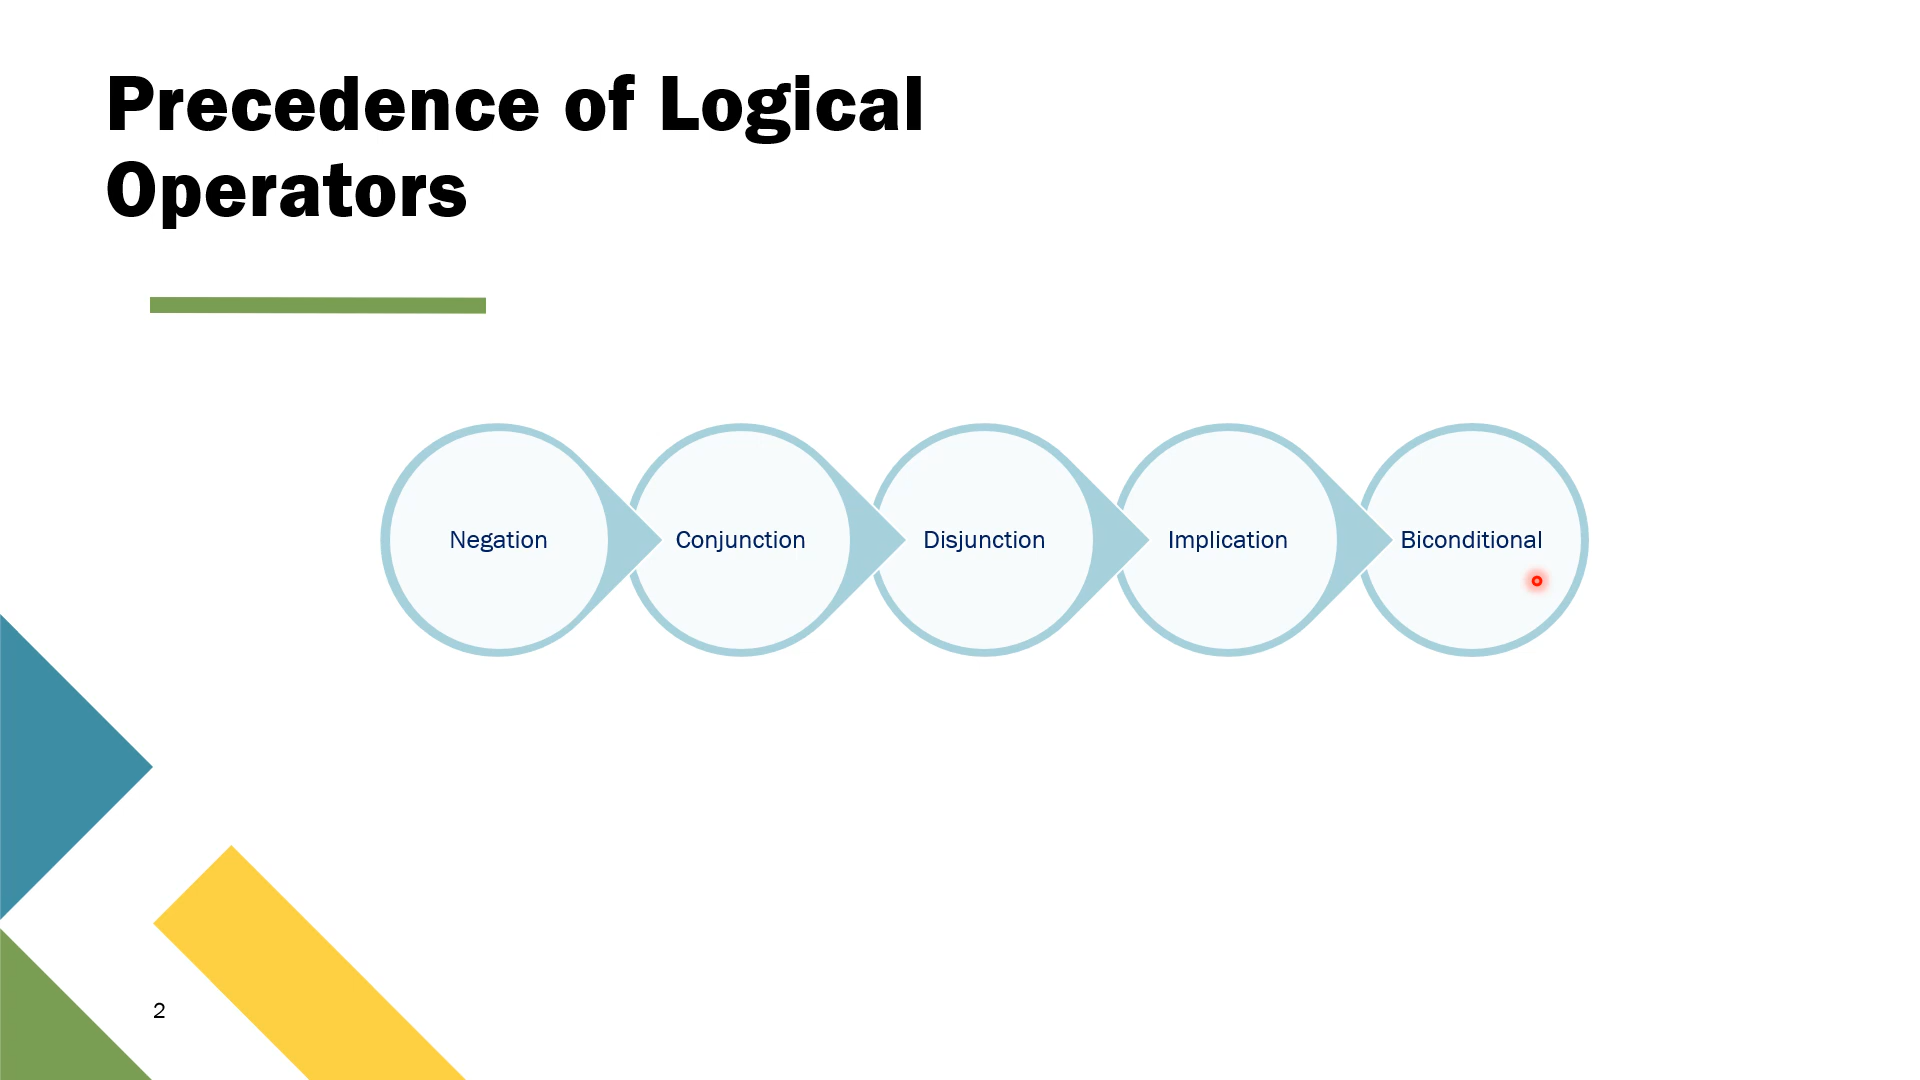 Precedence of Logical
Operators
Negation
Conjunction
Disjunction
Implication
Biconditional
2